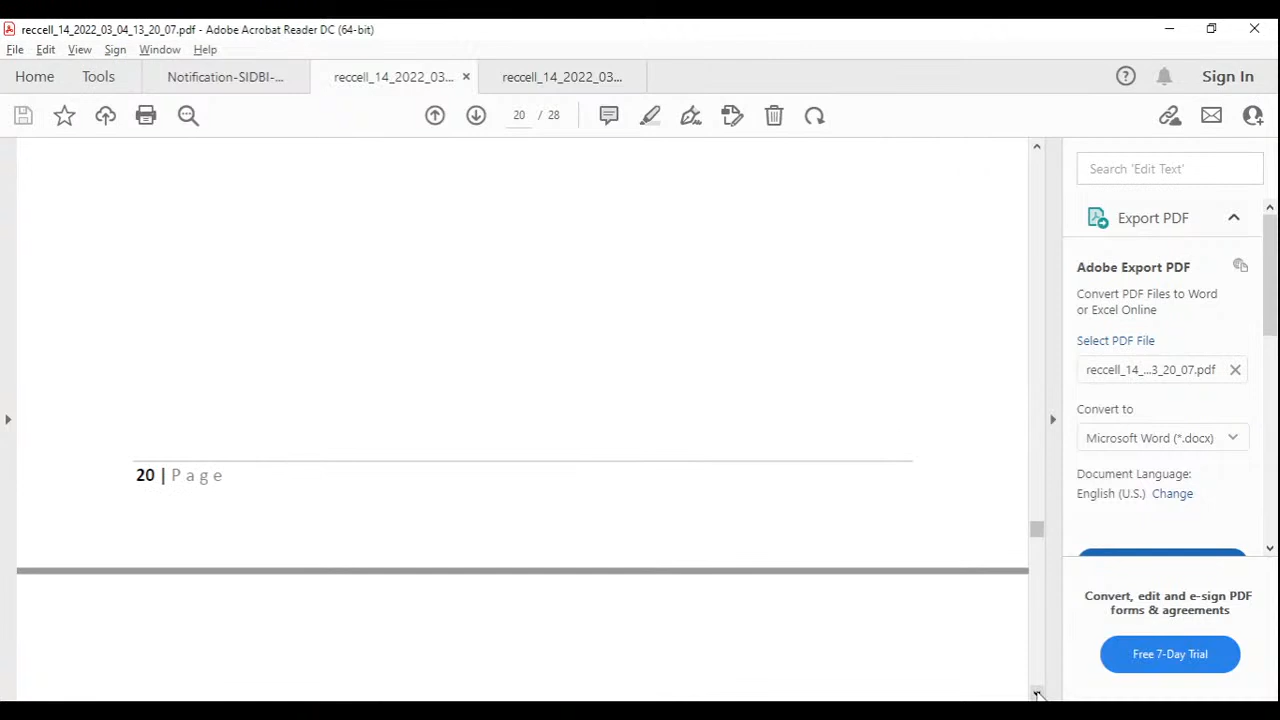 reccell_14_2022_03_04_13_20_07.pdf - Adobe Acrobat Reader DC (64-bit)
File Edit View Sign Window Help
Home Tools Notification-SIDBI-... reccell_14_2022_03... × reccell_14_2022_03... Sign In
20 / 28
Search 'Edit Text'
Export PDF
Adobe Export PDF
Convert PDF Files to Word
or Excel Online
Select PDF File
reccell_14_...3_20_07.pdf
Convert to
Microsoft Word (*.docx)
Document Language:
English (U.S.) Change
20 | Page
Convert, edit and e-sign PDF
forms & agreements
Free 7-Day Trial